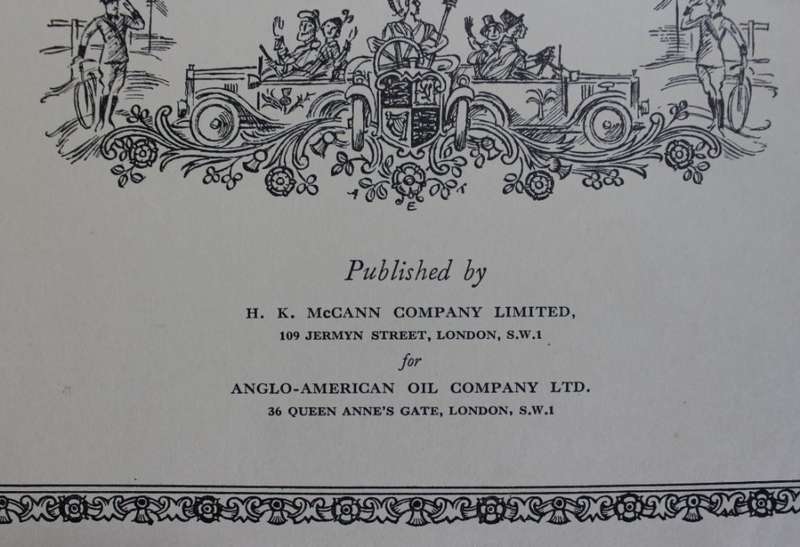 A E T
Published by
H. K. McCANN COMPANY LIMITED,
109 JERMYN STREET, LONDON, S.W.1
for
ANGLO-AMERICAN OIL COMPANY LTD.
36 QUEEN ANNE'S GATE, LONDON, S.W.1